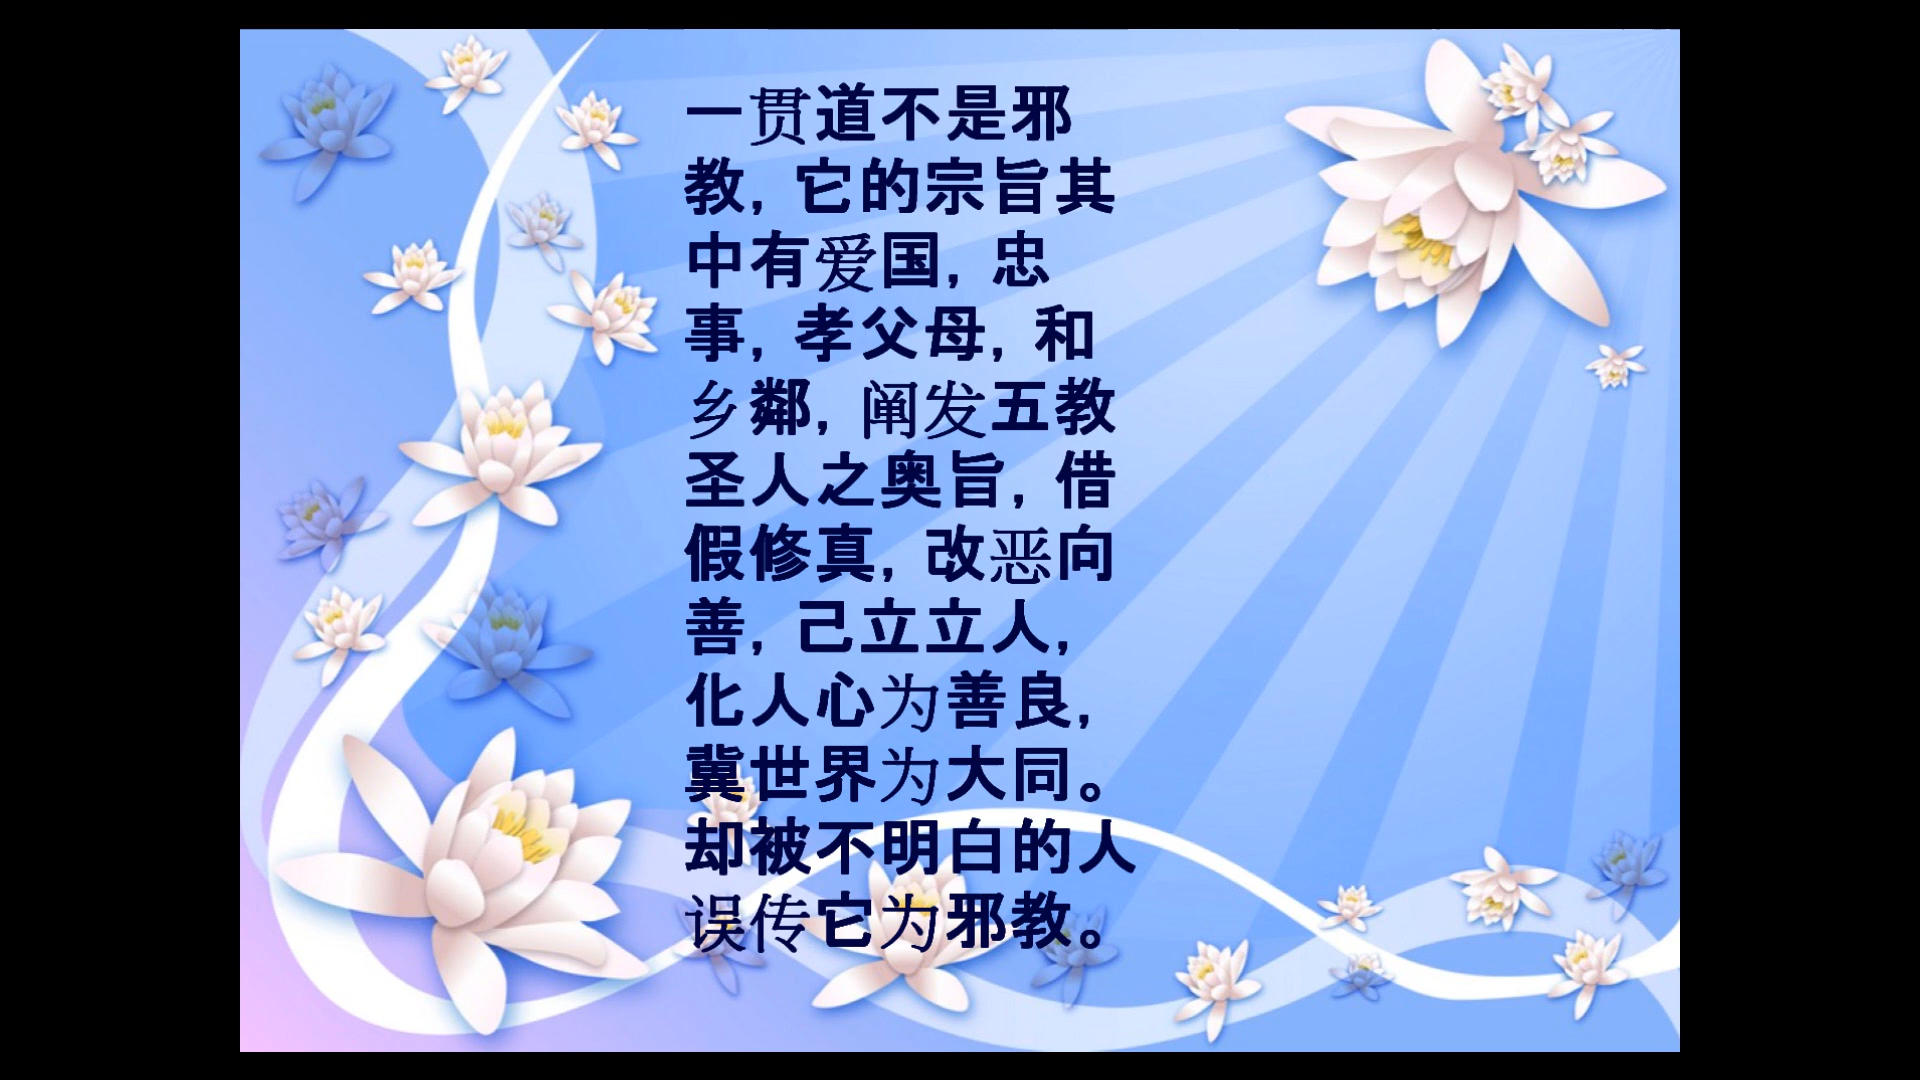 一贯道不是邪
教, 它的宗旨其
中有爱国, 忠
事, 孝父母, 和
乡鄰, 阐发五教
圣人之奥旨, 借
假修真, 改恶向
善, 己立立人,
化人心为善良,
冀世界为大同。
却被不明白的人
误传它为邪教。